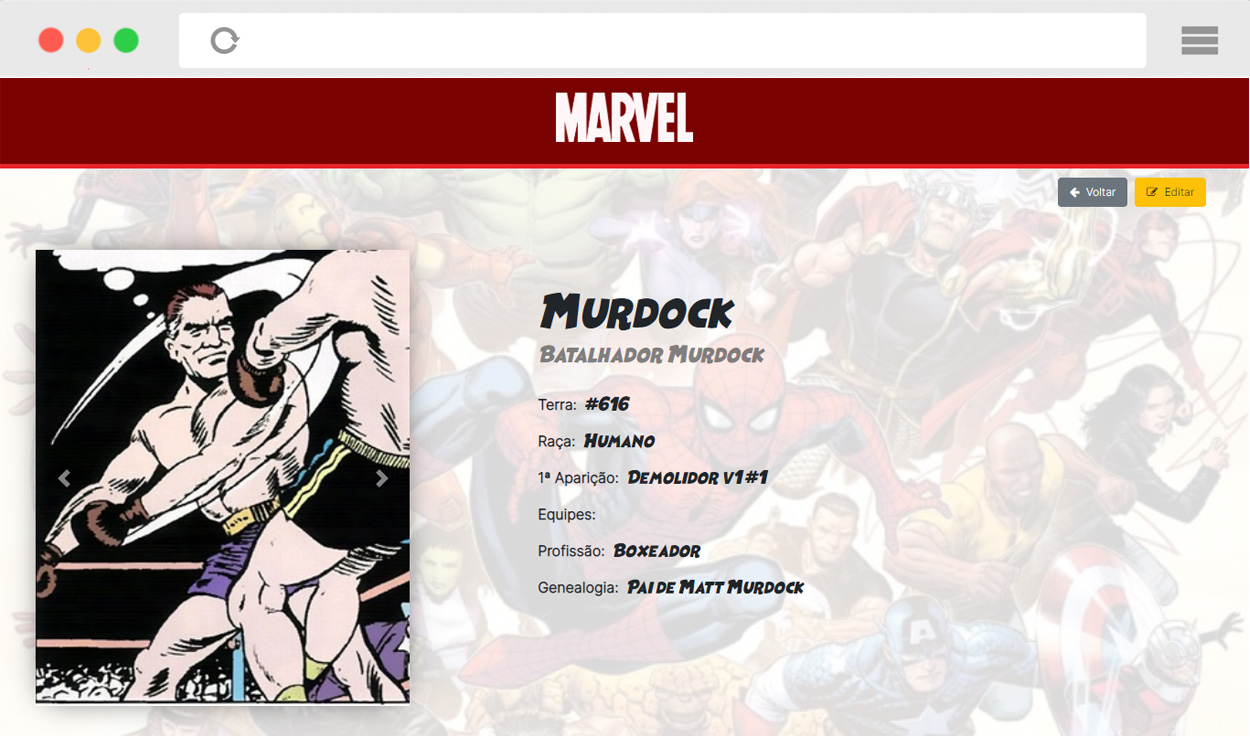 MARVEL
Voltar
Editar
Murdock
Batalhador Murdock
Terra: #616
Raça: Humano
1ª Aparição: Demolidor v1#1
Equipes:
Profissão: Boxeador
Genealogia: Pai de Matt Murdock